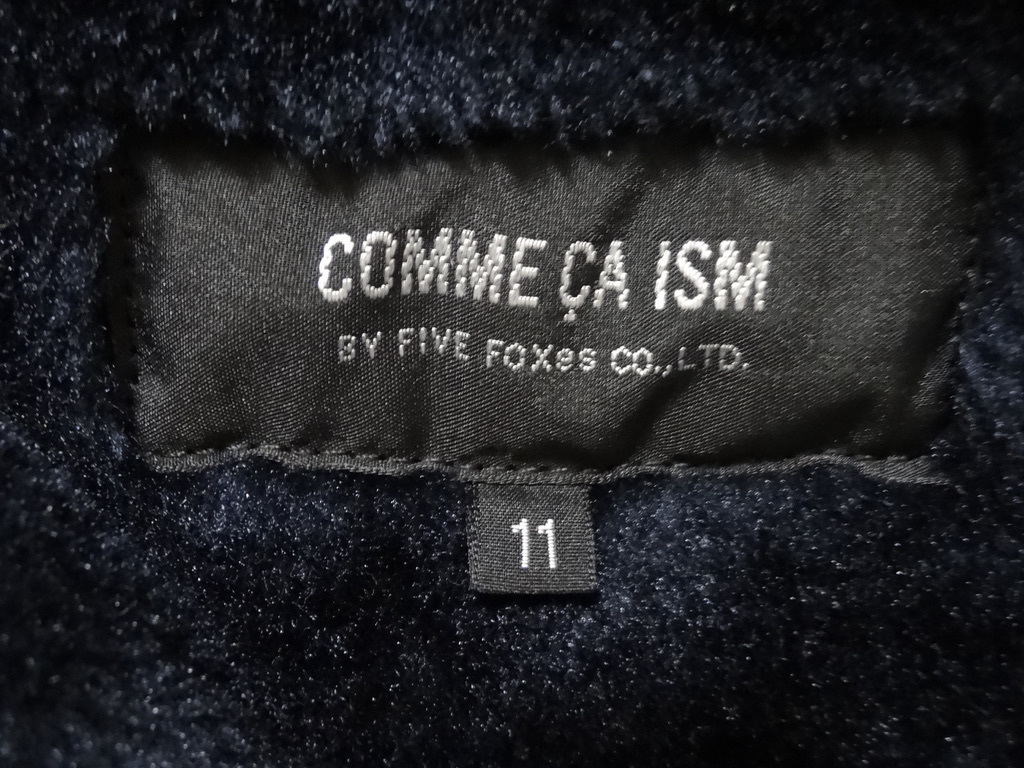 COMME ÇA ISM
BY FIVE FOXes CO., LTD.
11